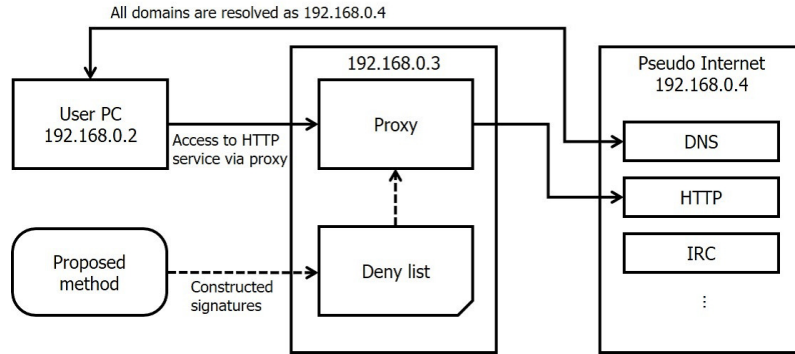 All domains are resolved as 192.168.0.4
192.168.0.3
Pseudo Internet
192.168.0.4
User PC
192.168.0.2
Access to HTTP
service via proxy
Proxy
DNS
HTTP
IRC
⋮
Proposed
method
Constructed
signatures
Deny list